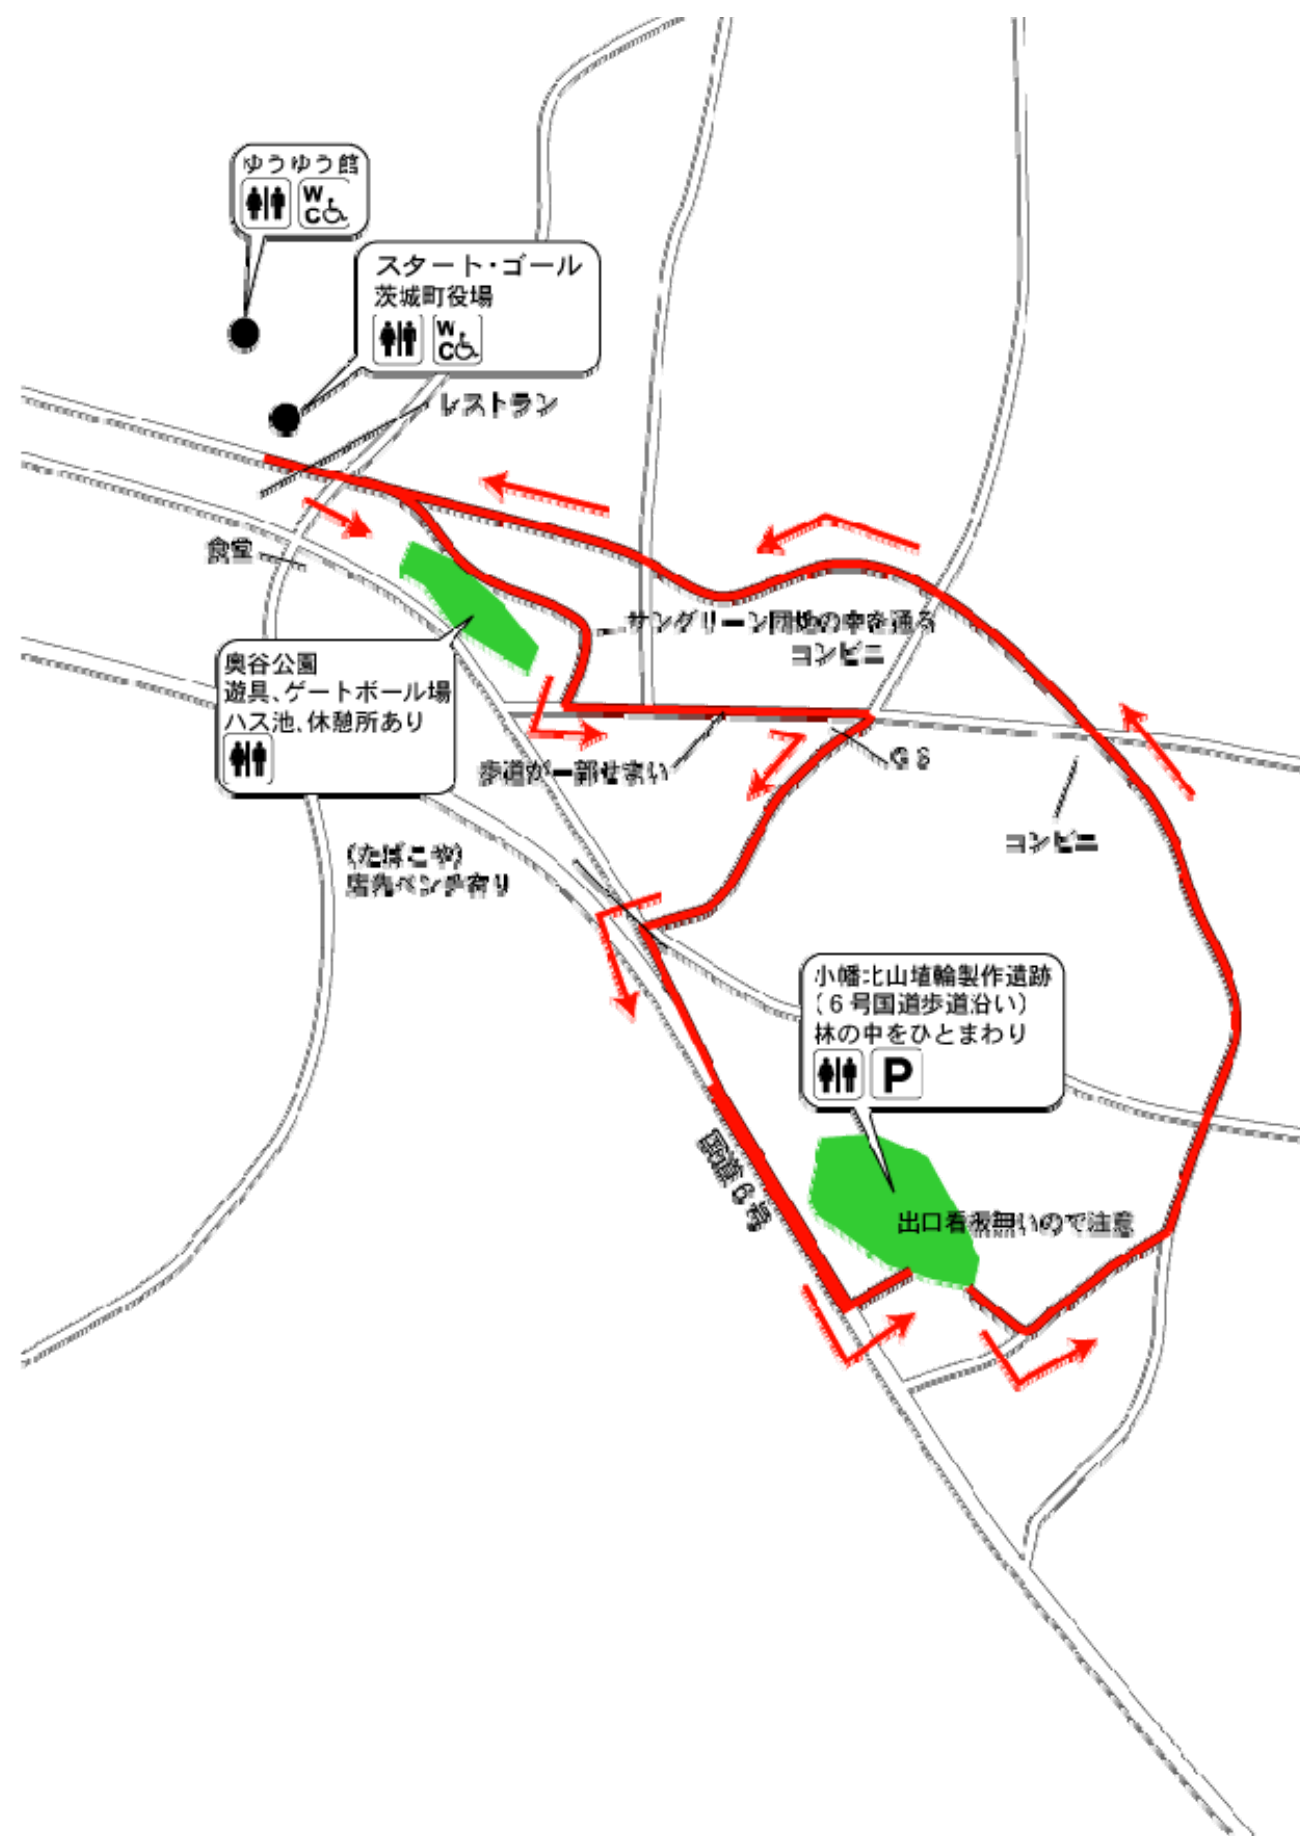 ゆうゆう館
WC
スタート・ゴール
茨城町役場
WC
レストラン
食堂
サングリーン団地の中を通る
コンビニ
奥谷公園
遊具、ゲートボール場
ハス池、休憩所あり
歩道が一部せまい
GS
コンビニ
(たばこや)
店先ベンチ有り
小幡北山埴輪製作遺跡
(6号国道歩道沿い)
林の中をひとまわり
P
国道6号
出口看板無いので注意